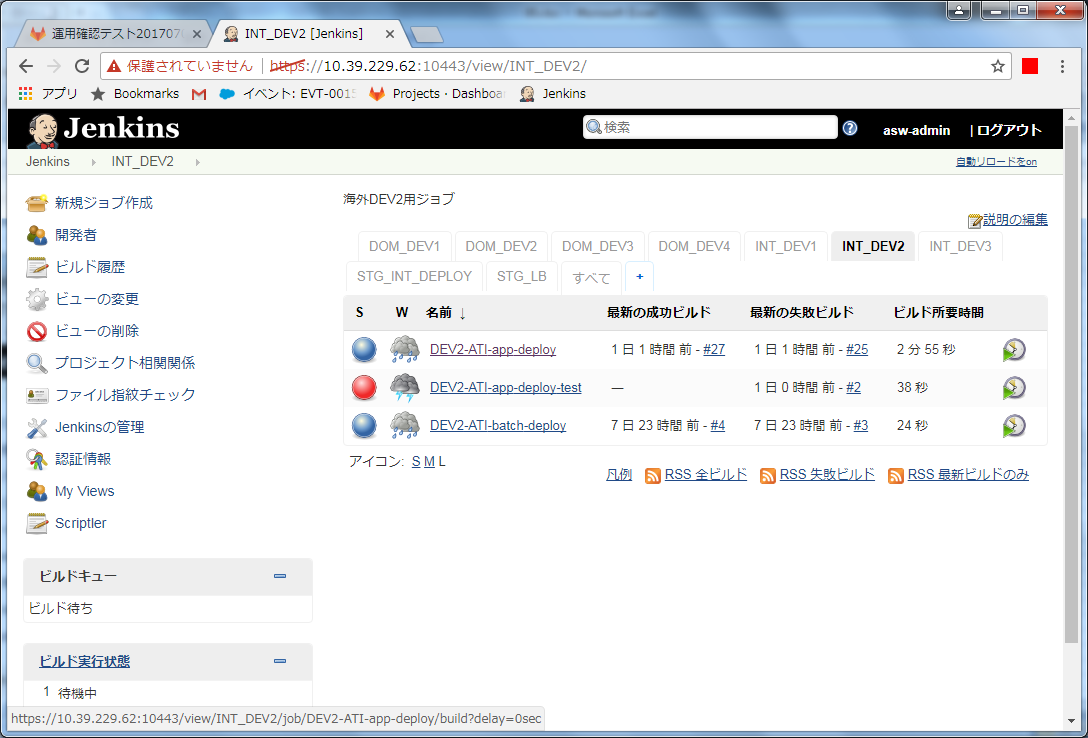 運用確認テスト2017070
INT_DEV2 [Jenkins]
保護されていません https://10.39.229.62:10443/view/INT_DEV2/
アプリ Bookmarks イベント: EVT-0015 Projects · Dashboa Jenkins
Jenkins 検索 asw-admin | ログアウト
Jenkins INT_DEV2 自動リロードをon
新規ジョブ作成
開発者
ビルド履歴
ビューの変更
ビューの削除
プロジェクト相関関係
ファイル指紋チェック
Jenkinsの管理
認証情報
My Views
Scriptler
ビルドキュー
ビルド待ち
ビルド実行状態
1 待機中
海外DEV2用ジョブ
説明の編集
DOM_DEV1 DOM_DEV2 DOM_DEV3 DOM_DEV4 INT_DEV1 INT_DEV2 INT_DEV3
STG_INT_DEPLOY STG_LB すべて +
S W 名前 ↓ 最新の成功ビルド 最新の失敗ビルド ビルド所要時間
DEV2-ATI-app-deploy 1 日 1 時間 前 - #27 1 日 1 時間 前 - #25 2 分 55 秒
DEV2-ATI-app-deploy-test — 1 日 0 時間 前 - #2 38 秒
DEV2-ATI-batch-deploy 7 日 23 時間 前 - #4 7 日 23 時間 前 - #3 24 秒
アイコン: S M L
凡例 RSS 全ビルド RSS 失敗ビルド RSS 最新ビルドのみ
https://10.39.229.62:10443/view/INT_DEV2/job/DEV2-ATI-app-deploy/build?delay=0sec